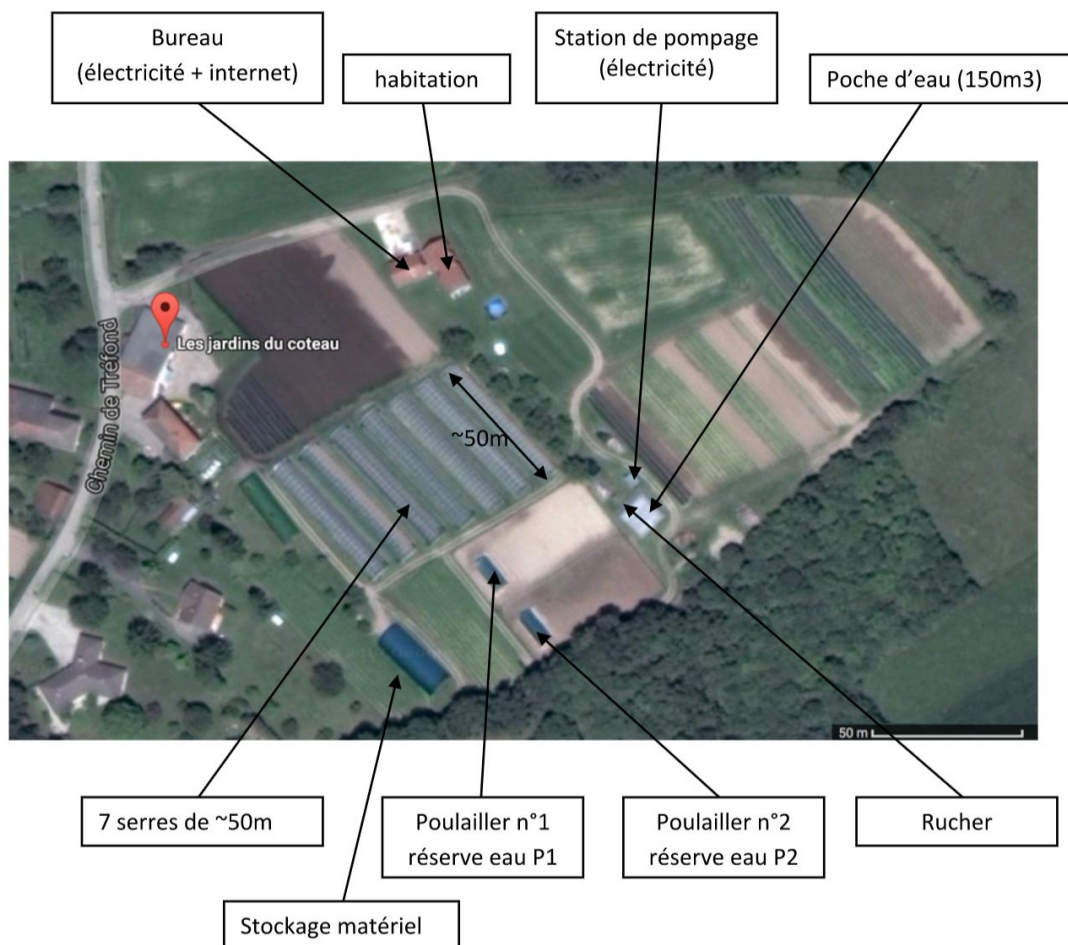 Bureau
(électricité + internet)
habitation
Station de pompage
(électricité)
Poche d'eau (150m3)
Les jardins du coteau
Chemin de Tréfond
~50m
50 m
7 serres de ~50m
Poulailler n°1
réserve eau P1
Poulailler n°2
réserve eau P2
Rucher
Stockage matériel